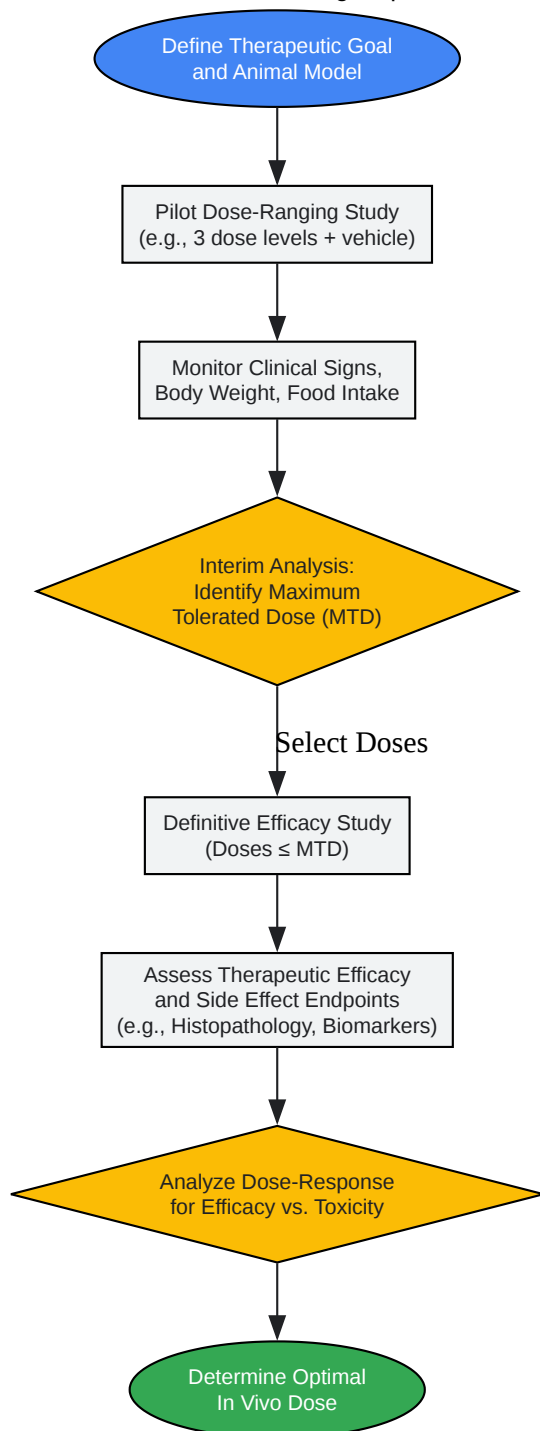 Define Therapeutic Goal
and Animal Model
Pilot Dose-Ranging Study
(e.g., 3 dose levels + vehicle)
Monitor Clinical Signs,
Body Weight, Food Intake
Interim Analysis:
Identify Maximum
Tolerated Dose (MTD)
Select Doses
Definitive Efficacy Study
(Doses ≤ MTD)
Assess Therapeutic Efficacy
and Side Effect Endpoints
(e.g., Histopathology, Biomarkers)
Analyze Dose-Response
for Efficacy vs. Toxicity
Determine Optimal
In Vivo Dose